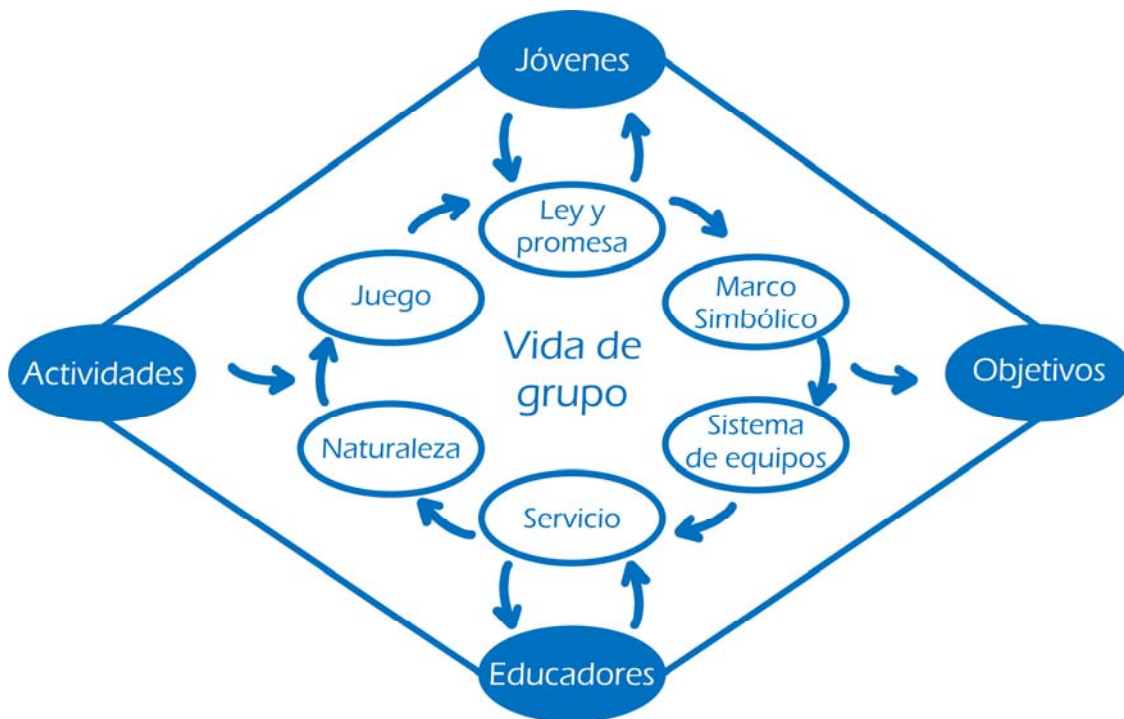 Jóvenes
Ley y
promesa
Juego
Marco
Simbólico
Vida de
grupo
Actividades
Objetivos
Naturaleza
Sistema
de equipos
Servicio
Educadores